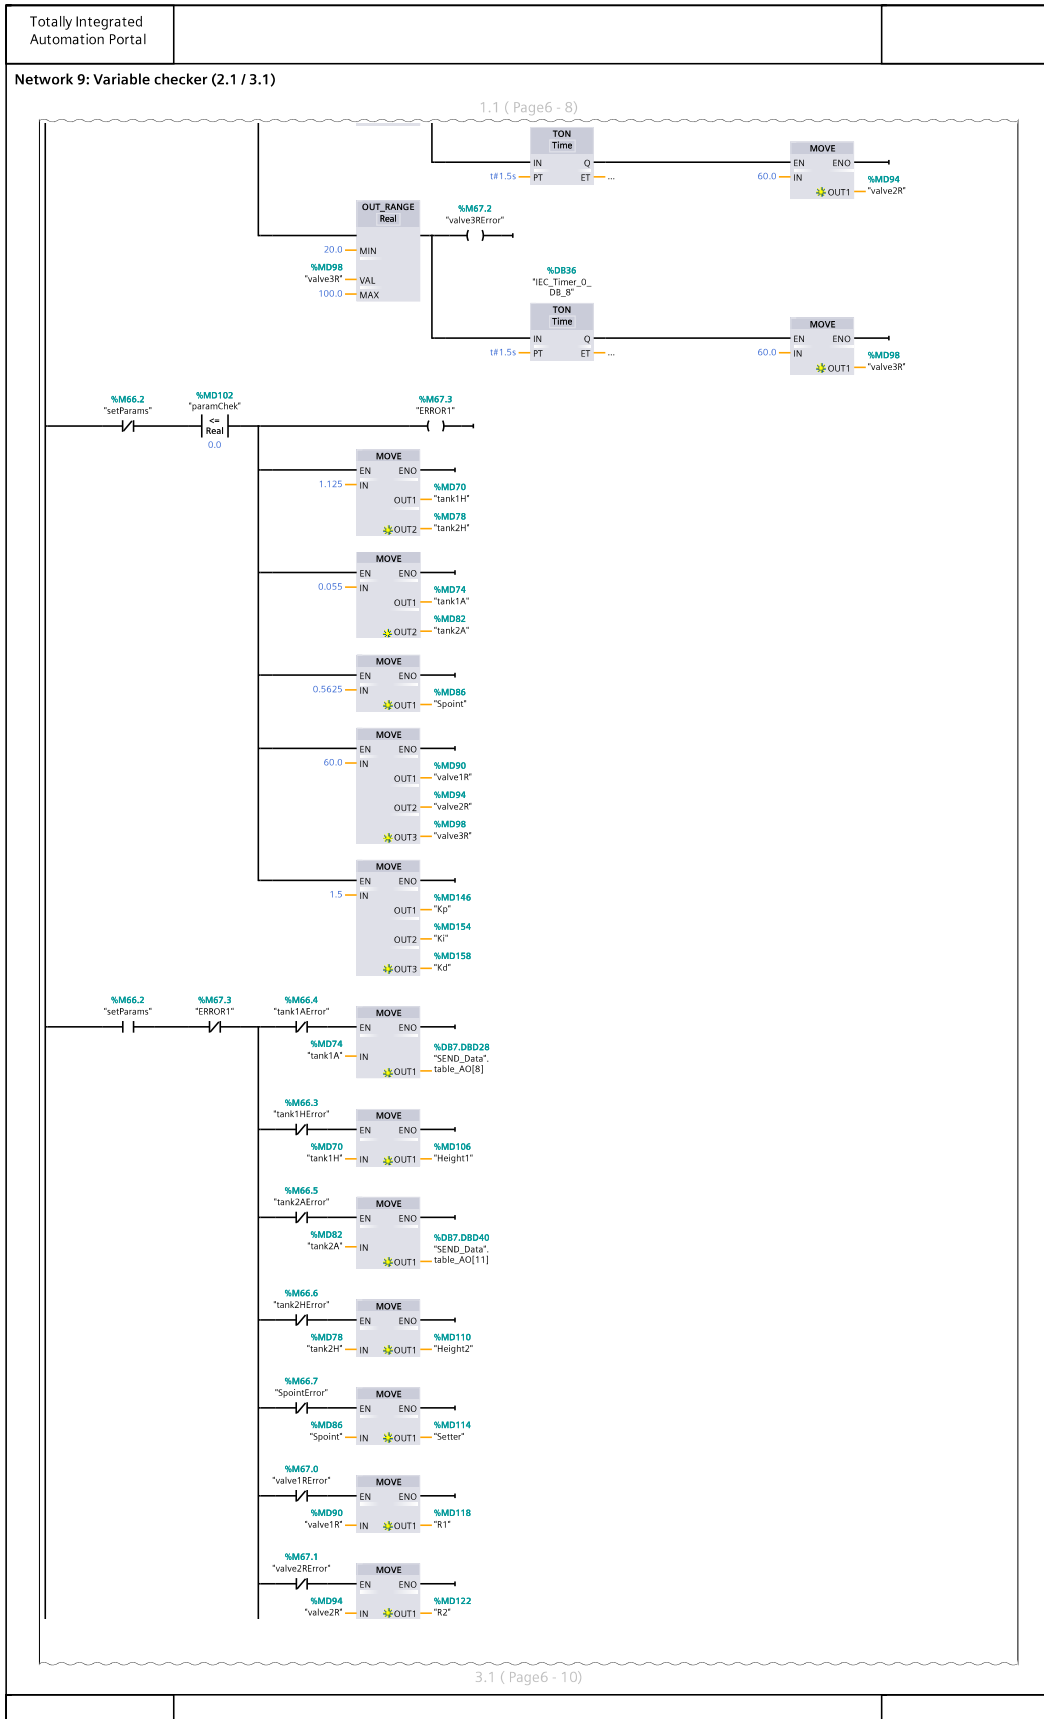 Totally Integrated
Automation Portal
Network 9: Variable checker (2.1 / 3.1)
1.1 ( Page6 - 8)
TON
Time
IN Q
t#1.5s PT ET ...
MOVE
EN ENO
60.0 IN
%MD94
OUT1 "valve2R"
OUT_RANGE
Real
20.0 MIN
%MD98
"valve3R" VAL
100.0 MAX
%M67.2
"valve3RError"
%DB36
"IEC_Timer_0_
DB_8"
TON
Time
IN Q
t#1.5s PT ET ...
MOVE
EN ENO
60.0 IN
%MD98
OUT1 "valve3R"
%M66.2
"setParams"
%MD102
"paramChek"
<=
Real
0.0
%M67.3
"ERROR1"
MOVE
EN ENO
1.125 IN
%MD70
OUT1 "tank1H"
%MD78
OUT2 "tank2H"
MOVE
EN ENO
0.055 IN
%MD74
OUT1 "tank1A"
%MD82
OUT2 "tank2A"
MOVE
EN ENO
0.5625 IN
%MD86
OUT1 "Spoint"
MOVE
EN ENO
60.0 IN
%MD90
OUT1 "valve1R"
%MD94
OUT2 "valve2R"
%MD98
OUT3 "valve3R"
MOVE
EN ENO
1.5 IN
%MD146
OUT1 "Kp"
%MD154
OUT2 "Ki"
%MD158
OUT3 "Kd"
%M66.2
"setParams"
%M67.3
"ERROR1"
%M66.4
"tank1AError"
MOVE
EN ENO
%MD74
"tank1A" IN
%DB7.DBD28
"SEND_Data".
OUT1 table_AO[8]
%M66.3
"tank1HError"
MOVE
EN ENO
%MD70 %MD106
"tank1H" IN OUT1 "Height1"
%M66.5
"tank2AError"
MOVE
EN ENO
%MD82
"tank2A" IN
%DB7.DBD40
"SEND_Data".
OUT1 table_AO[11]
%M66.6
"tank2HError"
MOVE
EN ENO
%MD78 %MD110
"tank2H" IN OUT1 "Height2"
%M66.7
"SpointError"
MOVE
EN ENO
%MD86 %MD114
"Spoint" IN OUT1 "Setter"
%M67.0
"valve1RError"
MOVE
EN ENO
%MD90 %MD118
"valve1R" IN OUT1 "R1"
%M67.1
"valve2RError"
MOVE
EN ENO
%MD94 %MD122
"valve2R" IN OUT1 "R2"
3.1 ( Page6 - 10)